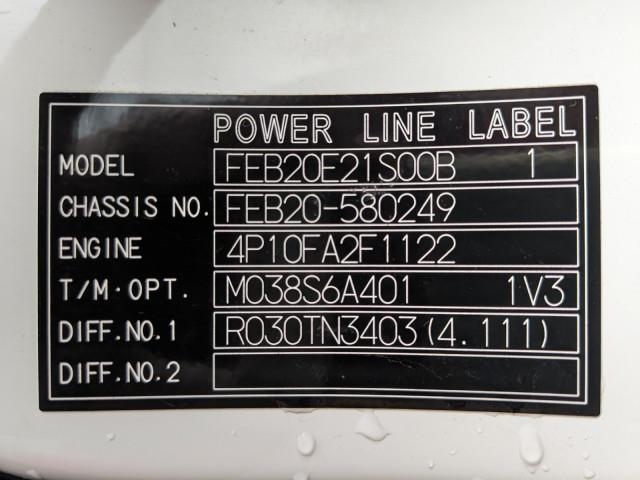 POWER LINE LABEL
MODEL FEB20E21S00B 1
CHASSIS NO. FEB20-580249
ENGINE 4P10FA2F1122
T/M·OPT. M038S6A401 1V3
DIFF.NO.1 R030TN3403(4.111)
DIFF.NO.2